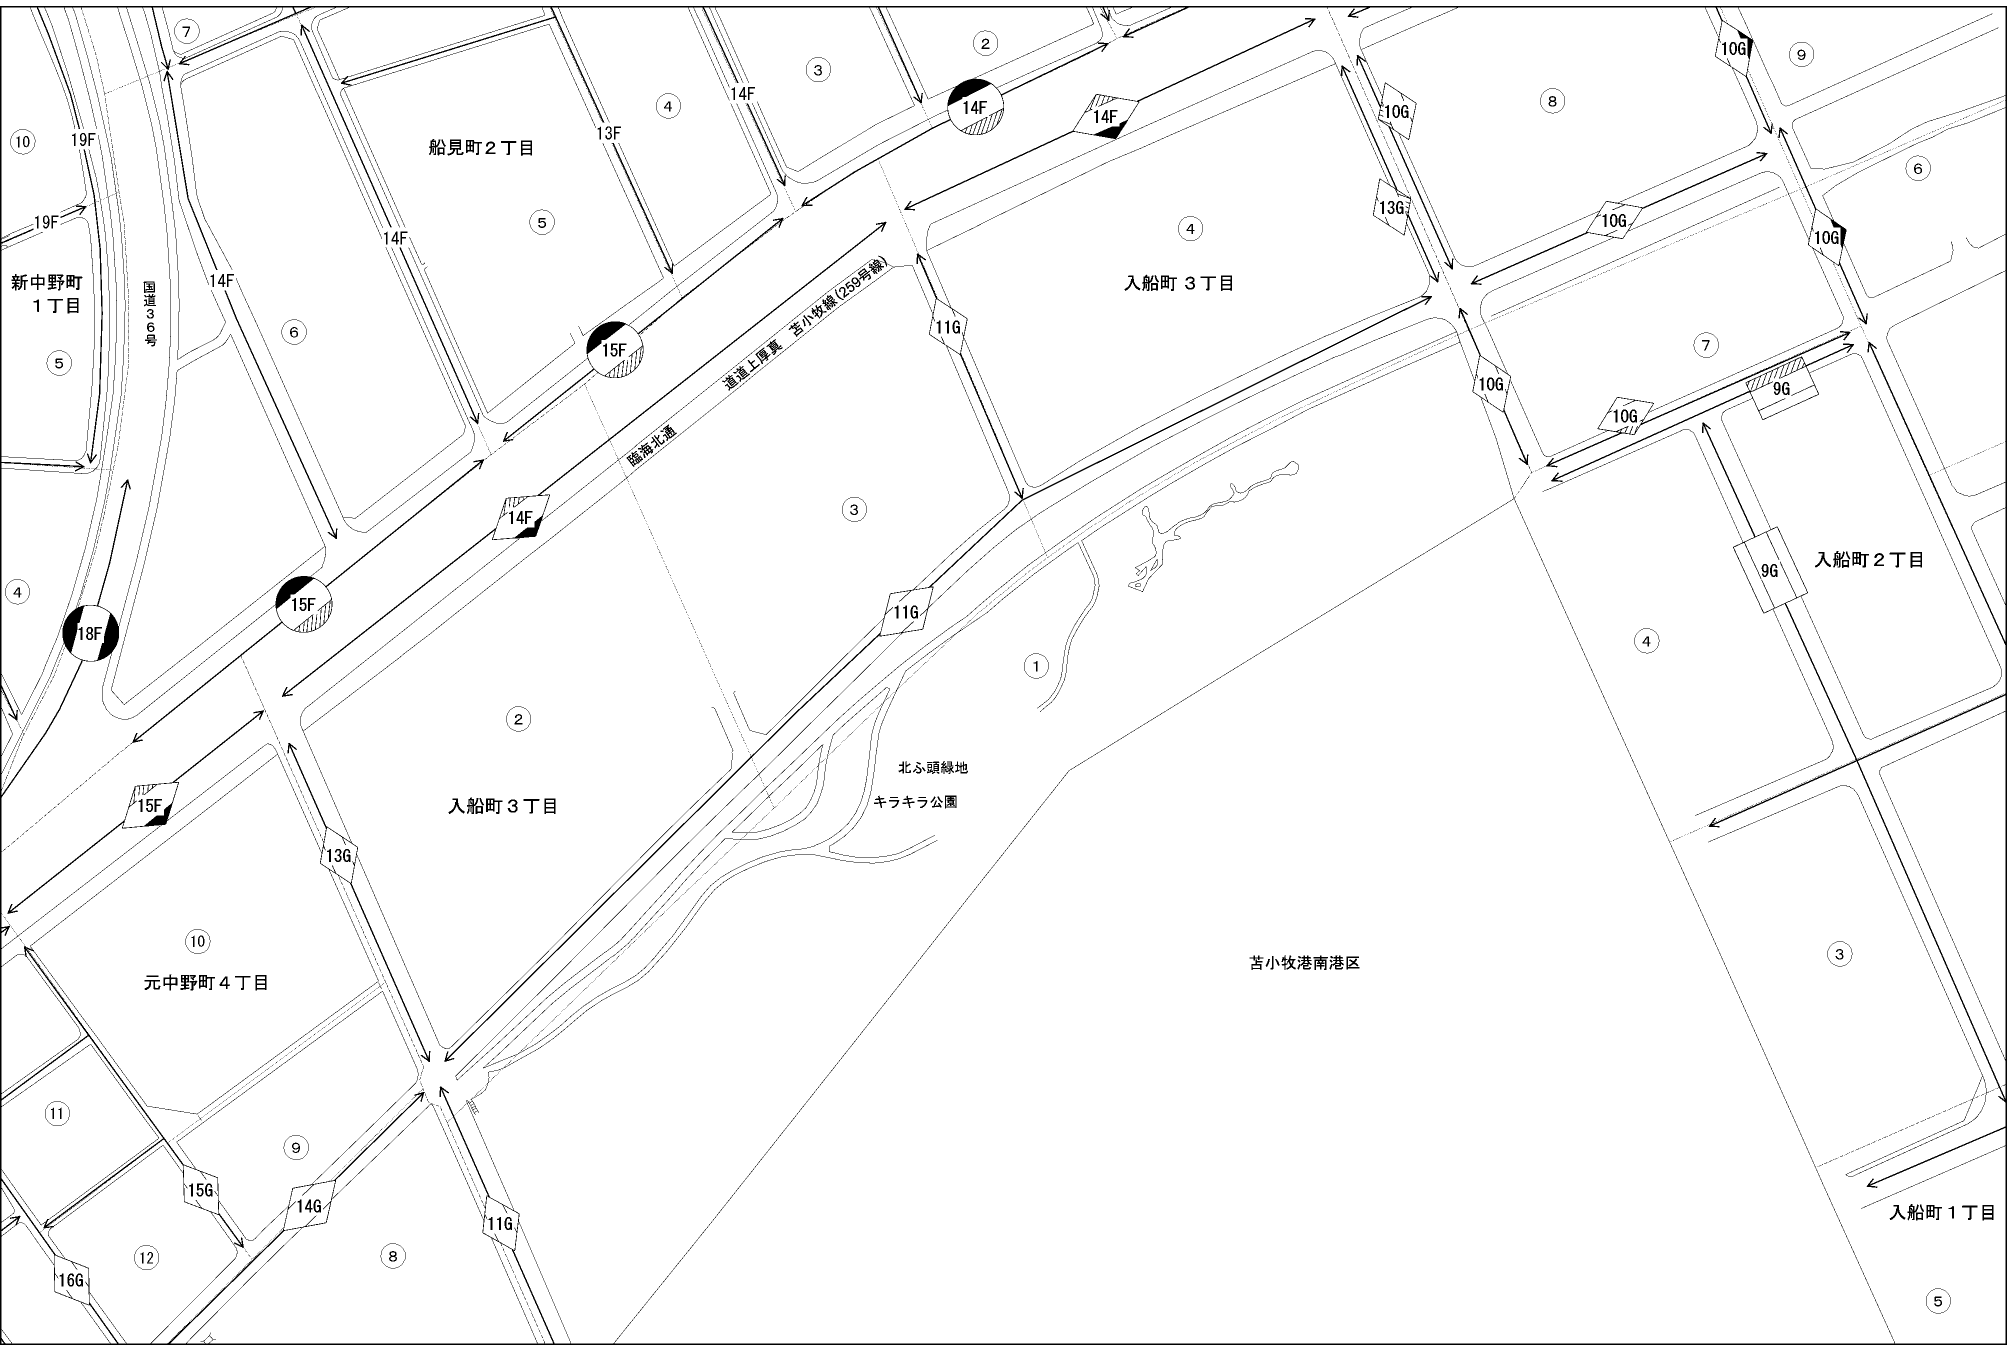 ⑦
②
③
⑨
⑧
10G
10G
④
14F
14F
14F
13F
19F
⑩
船見町２丁目
⑥
13G
10G
19F
⑤
14F
④
10G
新中野町
１丁目
国道３６号
14F
⑥
入船町 ３丁目
道道上厚真 苫小牧線(259号線)
11G
⑤
15F
⑦
10G
9G
10G
臨海北通
③
14F
入船町２丁目
9G
④
15F
18F
④
11G
①
②
北ふ頭緑地
キラキラ公園
入船町３丁目
15F
13G
⑩
元中野町４丁目
苫小牧港南港区
③
⑪
⑨
15G
14G
11G
入船町１丁目
⑫
⑧
16G
⑤